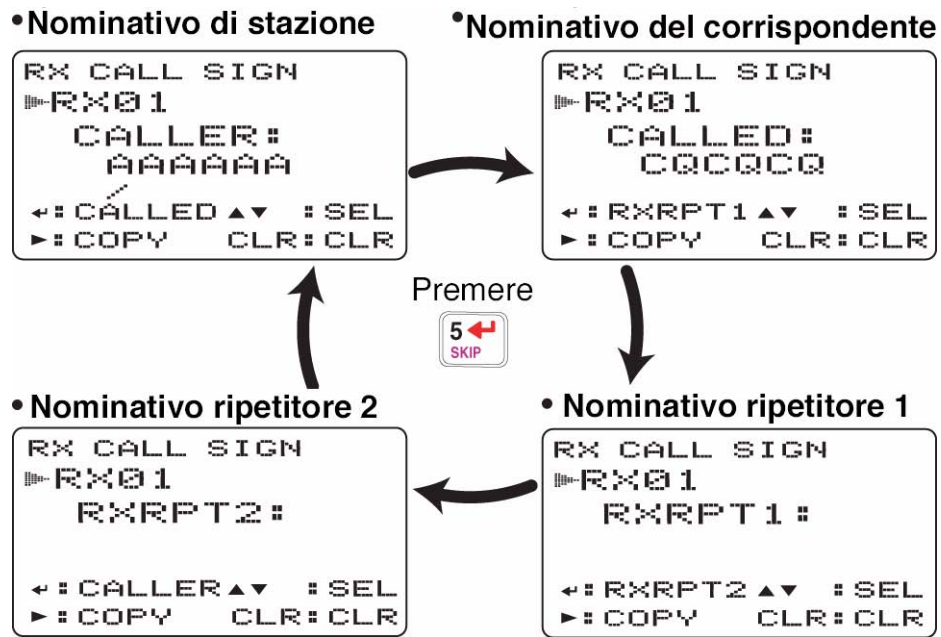 • Nominativo di stazione
RX CALL SIGN
RX01
CALLER:
AAAAAA
/
↵:CALLED ▲▼ :SEL
►:COPY CLR:CLR
• Nominativo del corrispondente
RX CALL SIGN
RX01
CALLED:
CQCQCQ
↵:RXRPT1 ▲▼ :SEL
►:COPY CLR:CLR
Premere
5 ↵
SKIP
• Nominativo ripetitore 2
RX CALL SIGN
RX01
RXRPT2:
↵:CALLER ▲▼ :SEL
►:COPY CLR:CLR
• Nominativo ripetitore 1
RX CALL SIGN
RX01
RXRPT1:
↵:RXRPT2 ▲▼ :SEL
►:COPY CLR:CLR